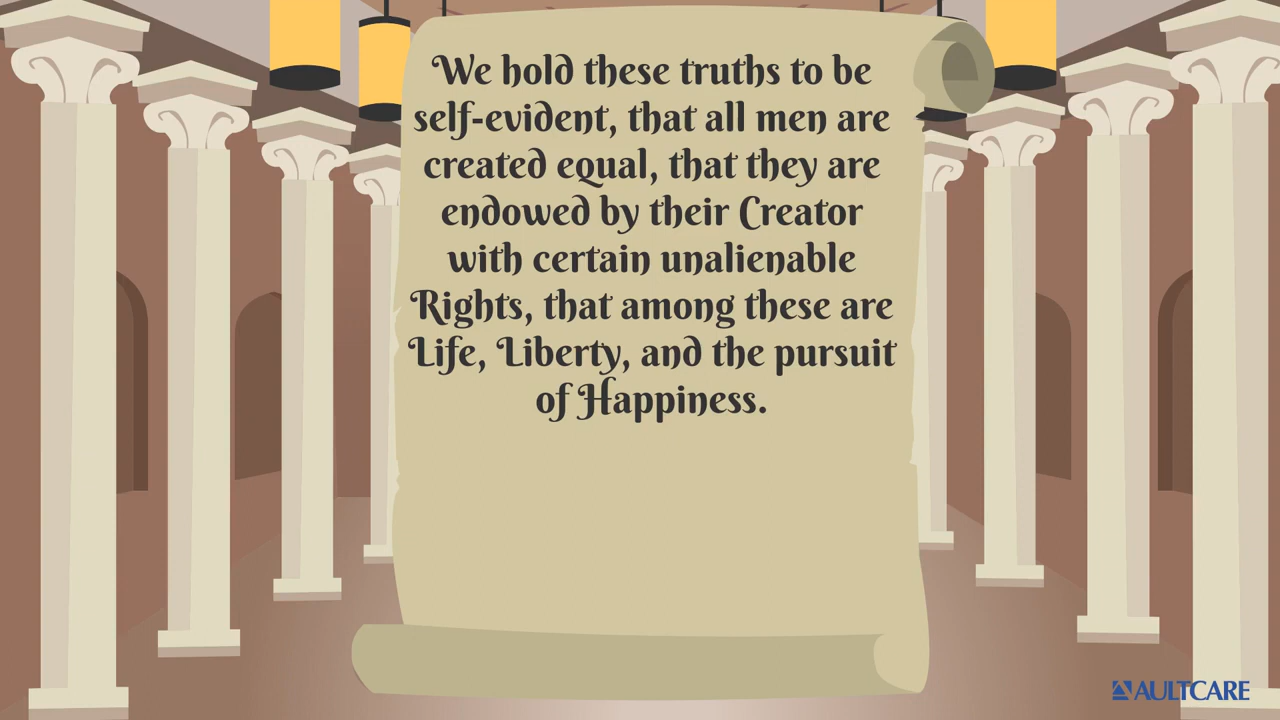 We hold these truths to be
self-evident, that all men are
created equal, that they are
endowed by their Creator
with certain unalienable
Rights, that among these are
Life, Liberty, and the pursuit
of Happiness.
AULTCARE